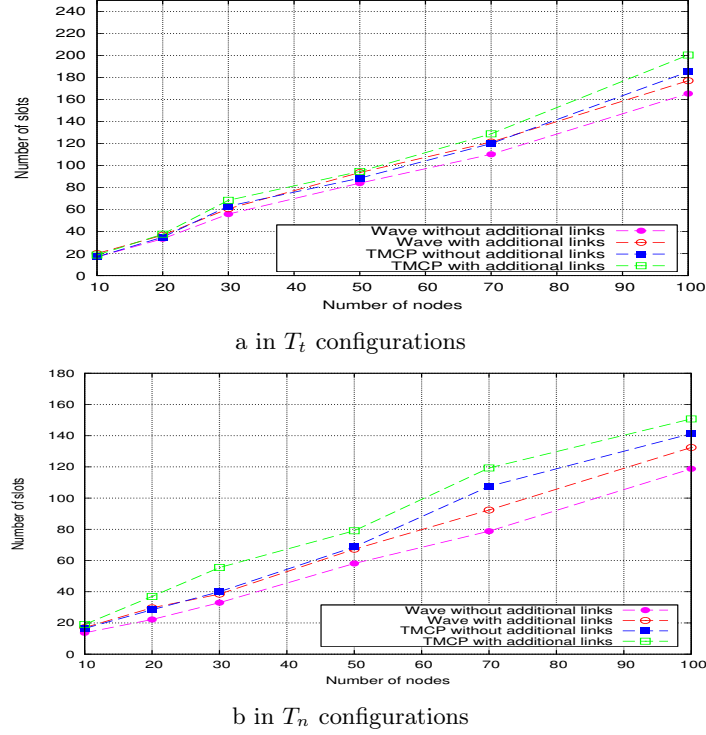 240
220
200
180
160
140
120
100
80
60
40
20
0
Number of slots
Wave without additional links
Wave with additional links
TMCP without additional links
TMCP with additional links
10 20 30 40 50 60 70 80 90 100
Number of nodes
a in T_t configurations
180
160
140
120
100
80
60
40
20
0
Number of slots
Wave without additional links
Wave with additional links
TMCP without additional links
TMCP with additional links
10 20 30 40 50 60 70 80 90 100
Number of nodes
b in T_n configurations